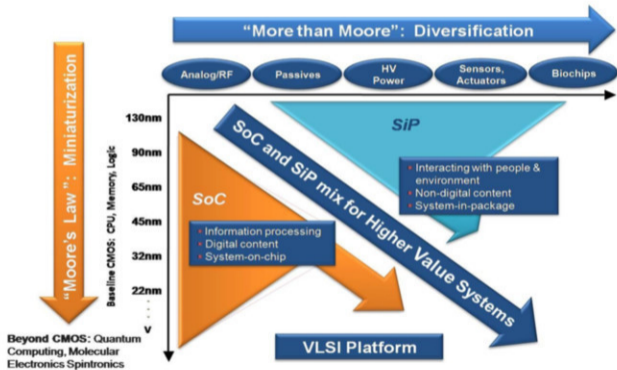 "More than Moore": Diversification
Analog/RF
Passives
HV
Power
Sensors,
Actuators
Biochips
"Moore's Law": Miniaturization
Baseline CMOS: CPU, Memory, Logic
130nm
90nm
65nm
45nm
32nm
22nm
.
.
V
SiP
SoC and SiP mix for Higher Value Systems
Interacting with people &
environment
Non-digital content
System-in-package
SoC
Information processing
Digital content
System-on-chip
VLSI Platform
Beyond CMOS: Quantum
Computing, Molecular
Electronics Spintronics